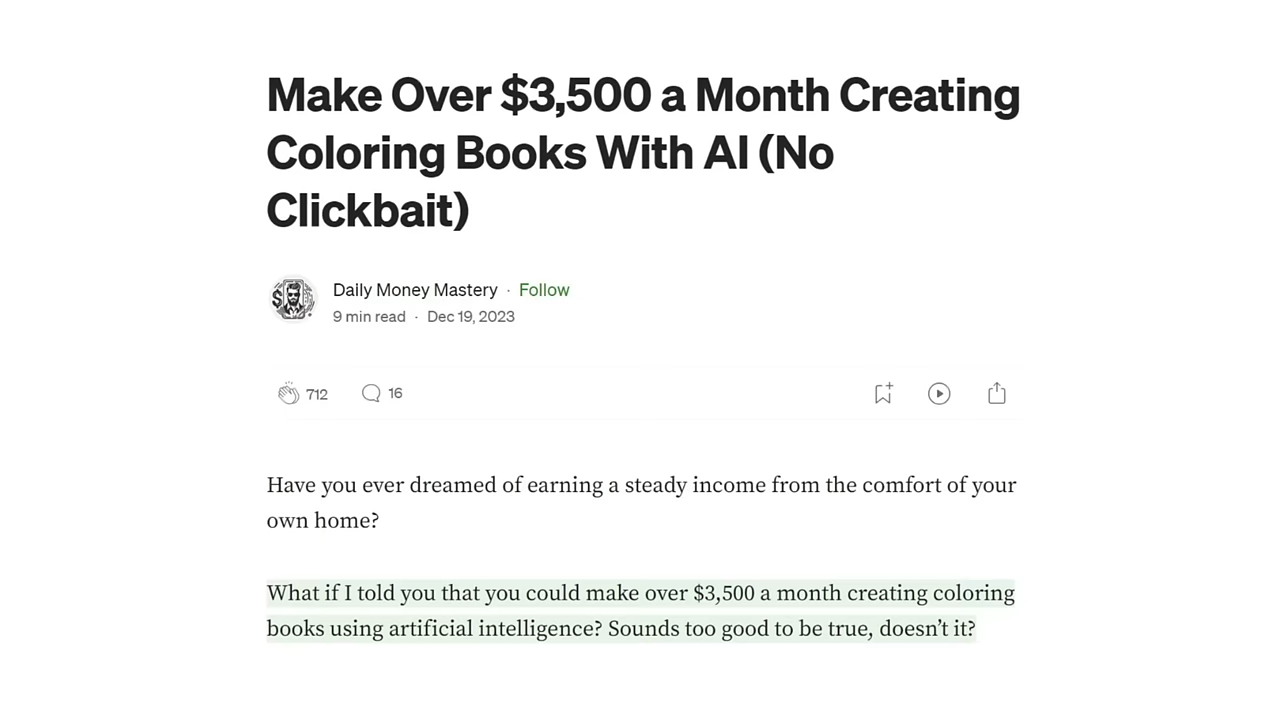 Make Over $3,500 a Month Creating
Coloring Books With AI (No
Clickbait)
Daily Money Mastery · Follow
9 min read · Dec 19, 2023
712 16
Have you ever dreamed of earning a steady income from the comfort of your
own home?
What if I told you that you could make over $3,500 a month creating coloring
books using artificial intelligence? Sounds too good to be true, doesn’t it?